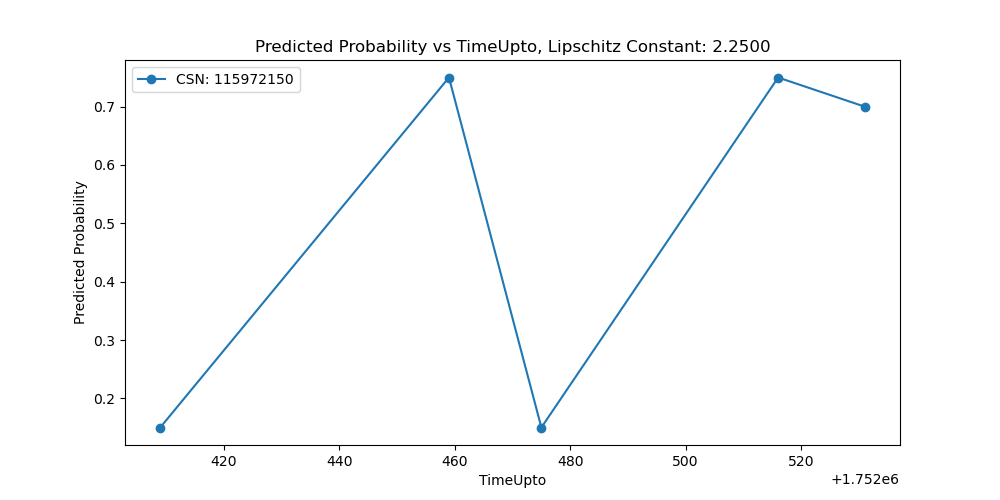 Predicted Probability vs TimeUpto, Lipschitz Constant: 2.2500
CSN: 115972150
Predicted Probability
0.7
0.6
0.5
0.4
0.3
0.2
420 440 460 480 500 520
TimeUpto
+1.752e6